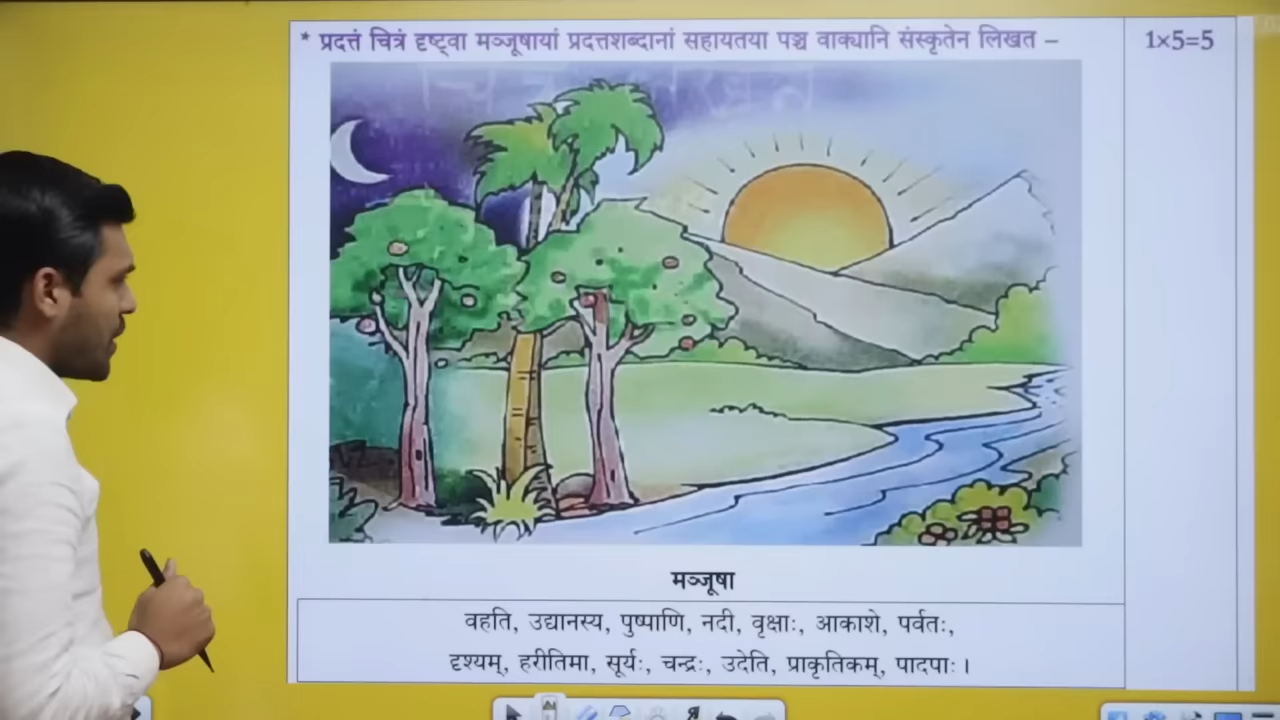 * प्रदत्तं चित्रं दृष्ट्वा मञ्जूषायां प्रदत्तशब्दानां सहायतया पञ्च वाक्यानि संस्कृतेन लिखत –
1×5=5
मञ्जूषा
वहति, उद्यानस्य, पुष्पाणि, नदी, वृक्षाः, आकाशे, पर्वतः,
दृश्यम्, हरीतिमा, सूर्यः, चन्द्रः, उदेति, प्राकृतिकम्, पादपाः।